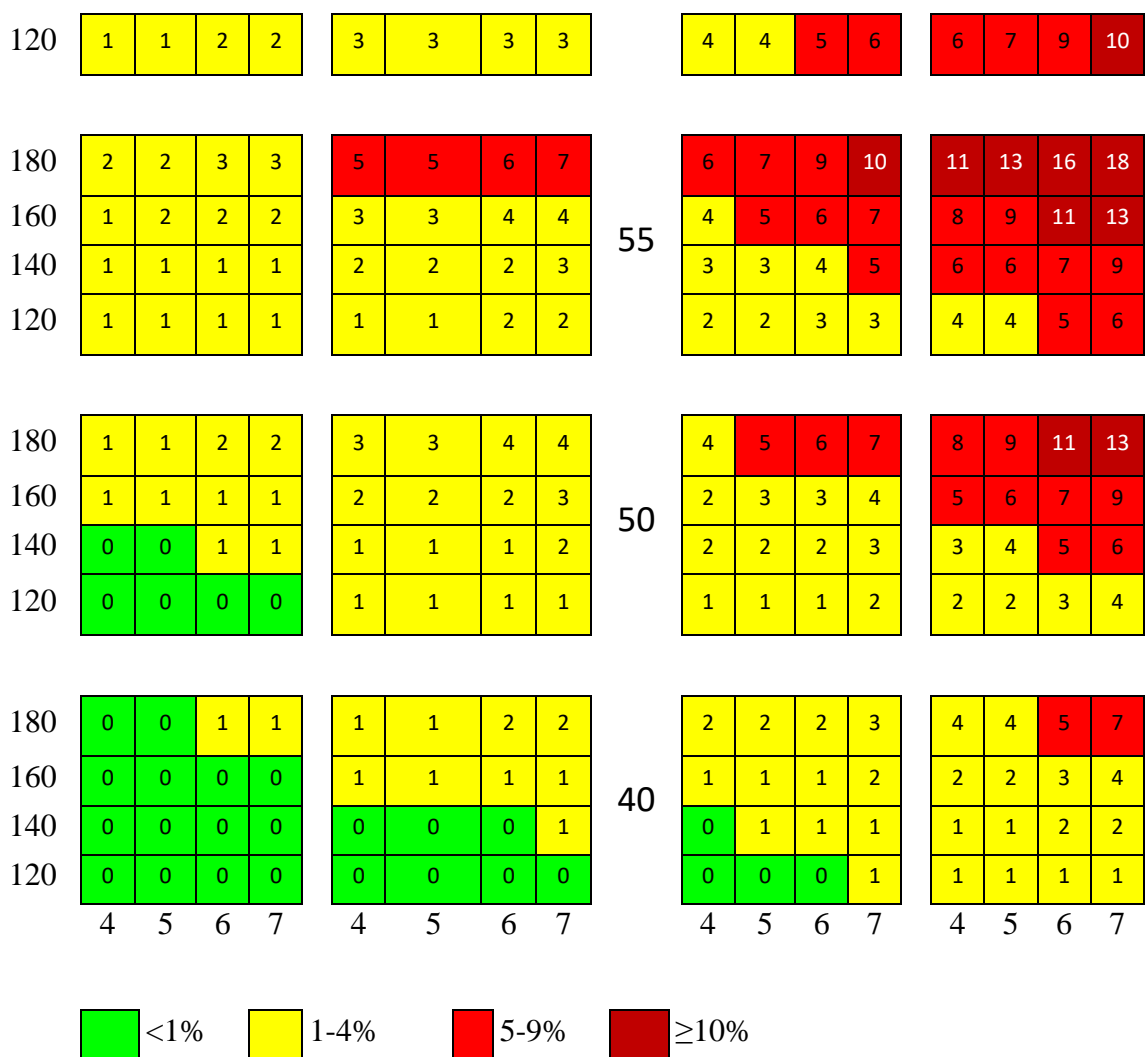 120 1 1 2 2 3 3 3 3 4 4 5 6 6 7 9 10
180 2 2 3 3 5 5 6 7 6 7 9 10 11 13 16 18
160 1 2 2 2 3 3 4 4 4 5 6 7 8 9 11 13
55
140 1 1 1 1 2 2 2 3 3 3 4 5 6 6 7 9
120 1 1 1 1 1 1 2 2 2 2 3 3 4 4 5 6
180 1 1 2 2 3 3 4 4 4 5 6 7 8 9 11 13
160 1 1 1 1 2 2 2 3 2 3 3 4 5 6 7 9
50
140 0 0 1 1 1 1 1 2 2 2 2 3 3 4 5 6
120 0 0 0 0 1 1 1 1 1 1 1 2 2 2 3 4
180 0 0 1 1 1 1 2 2 2 2 2 3 4 4 5 7
160 0 0 0 0 1 1 1 1 1 1 1 2 2 2 3 4
40
140 0 0 0 0 0 0 0 1 0 1 1 1 1 1 2 2
120 0 0 0 0 0 0 0 0 0 0 0 1 1 1 1 1
4 5 6 7 4 5 6 7 4 5 6 7 4 5 6 7
<1% 1-4% 5-9% ≥10%